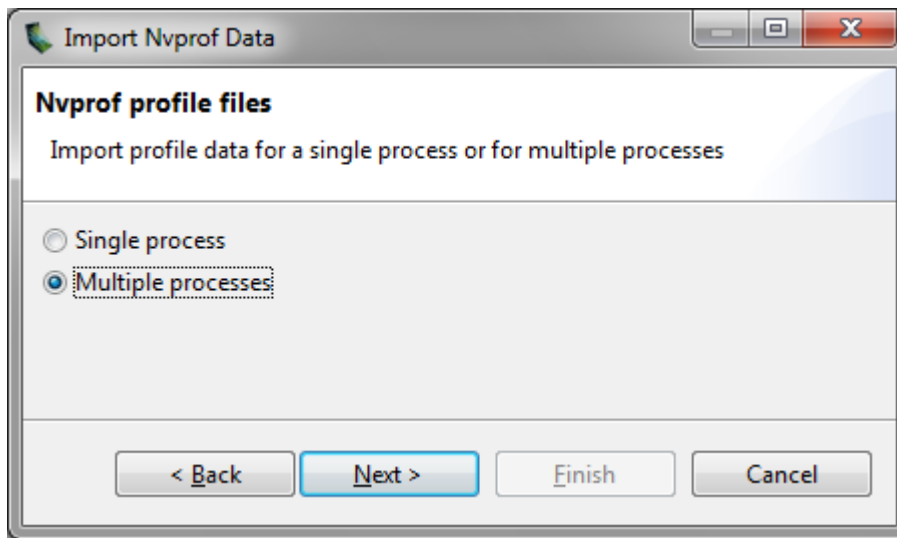 Import Nvprof Data
Nvprof profile files
Import profile data for a single process or for multiple processes
Single process
Multiple processes
< Back Next > Finish Cancel